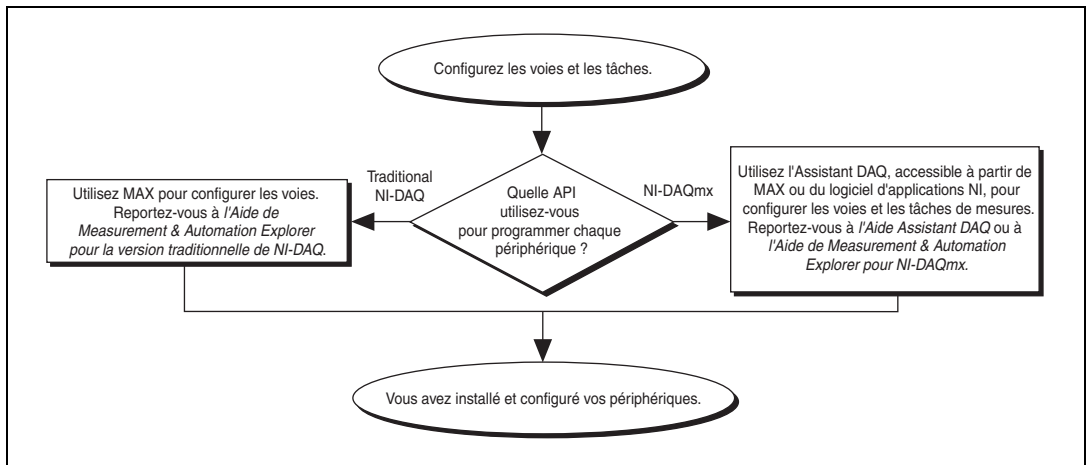 Configurez les voies et les tâches.
Traditional
NI-DAQ
Quelle API
utilisez-vous
pour programmer chaque
périphérique ?
NI-DAQmx
Utilisez MAX pour configurer les voies.
Reportez-vous à l'Aide de
Measurement & Automation Explorer
pour la version traditionnelle de NI-DAQ.
Utilisez l'Assistant DAQ, accessible à partir de
MAX ou du logiciel d'applications NI, pour
configurer les voies et les tâches de mesures.
Reportez-vous à l'Aide Assistant DAQ ou à
l'Aide de Measurement & Automation
Explorer pour NI-DAQmx.
Vous avez installé et configuré vos périphériques.